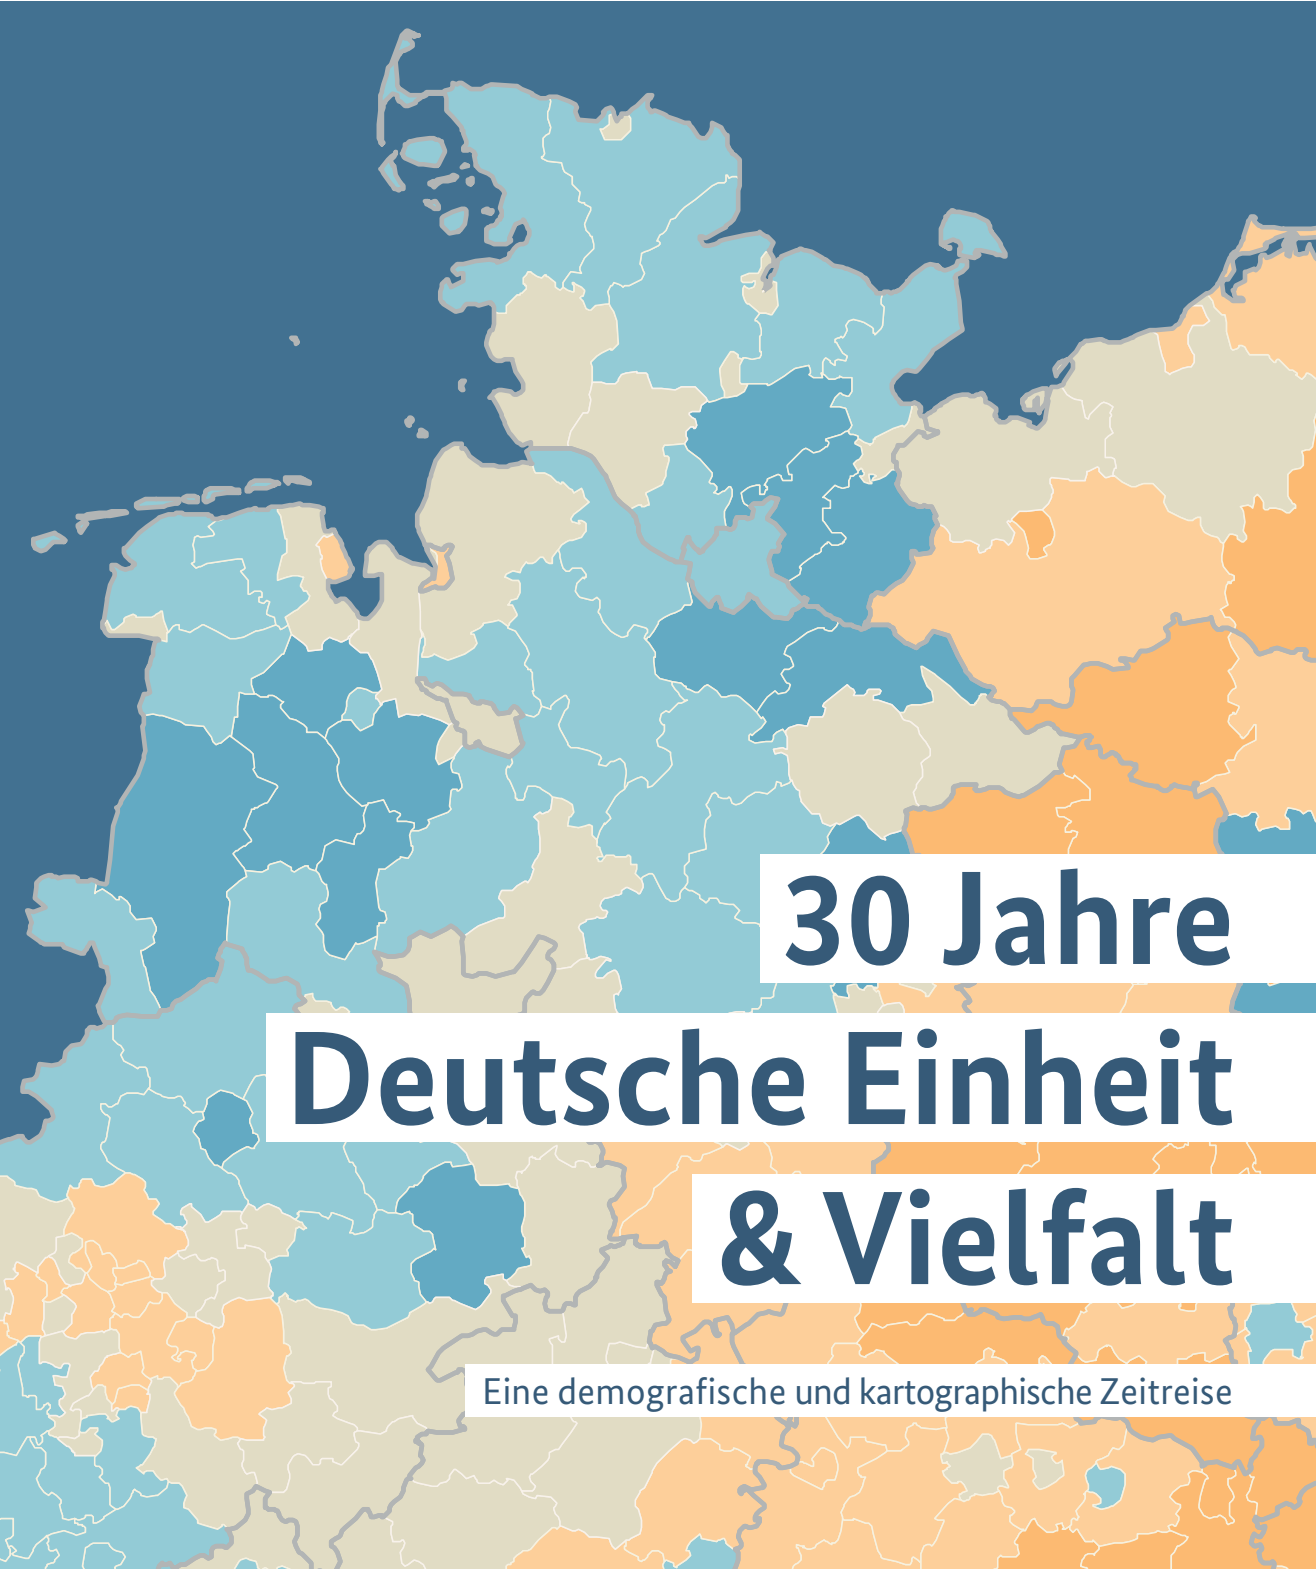 30 Jahre
Deutsche Einheit
& Vielfalt
Eine demografische und kartographische Zeitreise